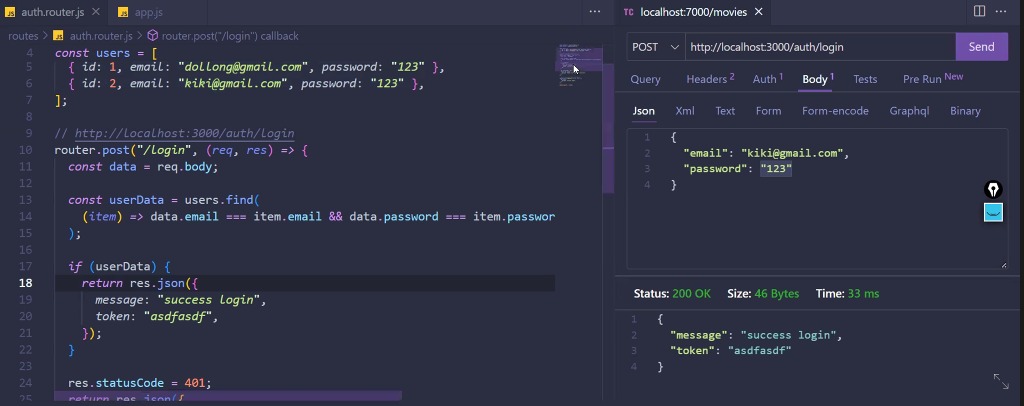 auth.router.js
app.js
routes > auth.router.js > router.post("/login") callback
4 const users = [
5 { id: 1, email: "dollong@gmail.com", password: "123" },
6 { id: 2, email: "kiki@gmail.com", password: "123" },
7 ];
8
9 // http://localhost:3000/auth/login
10 router.post("/login", (req, res) => {
11 const data = req.body;
12
13 const userData = users.find(
14 (item) => data.email === item.email && data.password === item.passwor
15 );
16
17 if (userData) {
18 return res.json({
19 message: "success login",
20 token: "asdfasdf",
21 });
22 }
23
24 res.statusCode = 401;
25 return res.json({
TC localhost:7000/movies
POST http://localhost:3000/auth/login Send
Query Headers 2 Auth 1 Body 1 Tests Pre Run New
Json Xml Text Form Form-encode Graphql Binary
1 {
2 "email": "kiki@gmail.com",
3 "password": "123"
4 }
Status: 200 OK Size: 46 Bytes Time: 33 ms
1 {
2 "message": "success login",
3 "token": "asdfasdf"
4 }